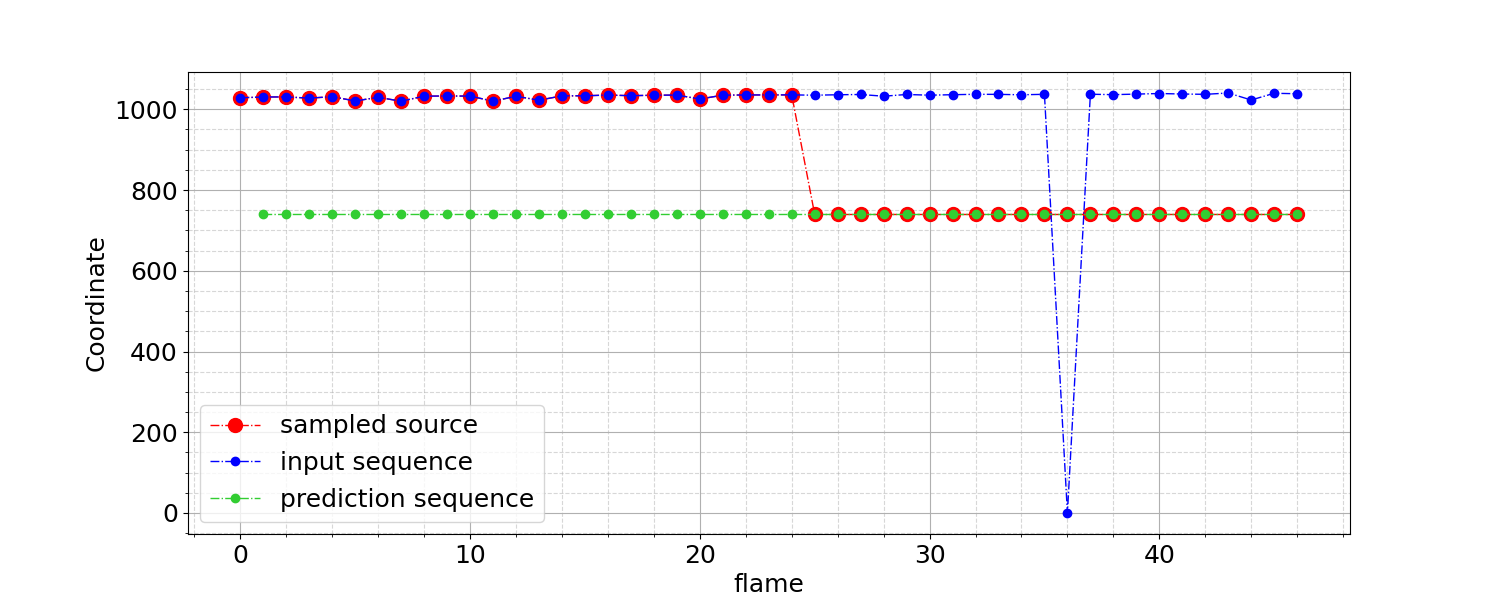 1000
800
600
400
200
0
Coordinate
sampled source
input sequence
prediction sequence
0 10 20 30 40
flame